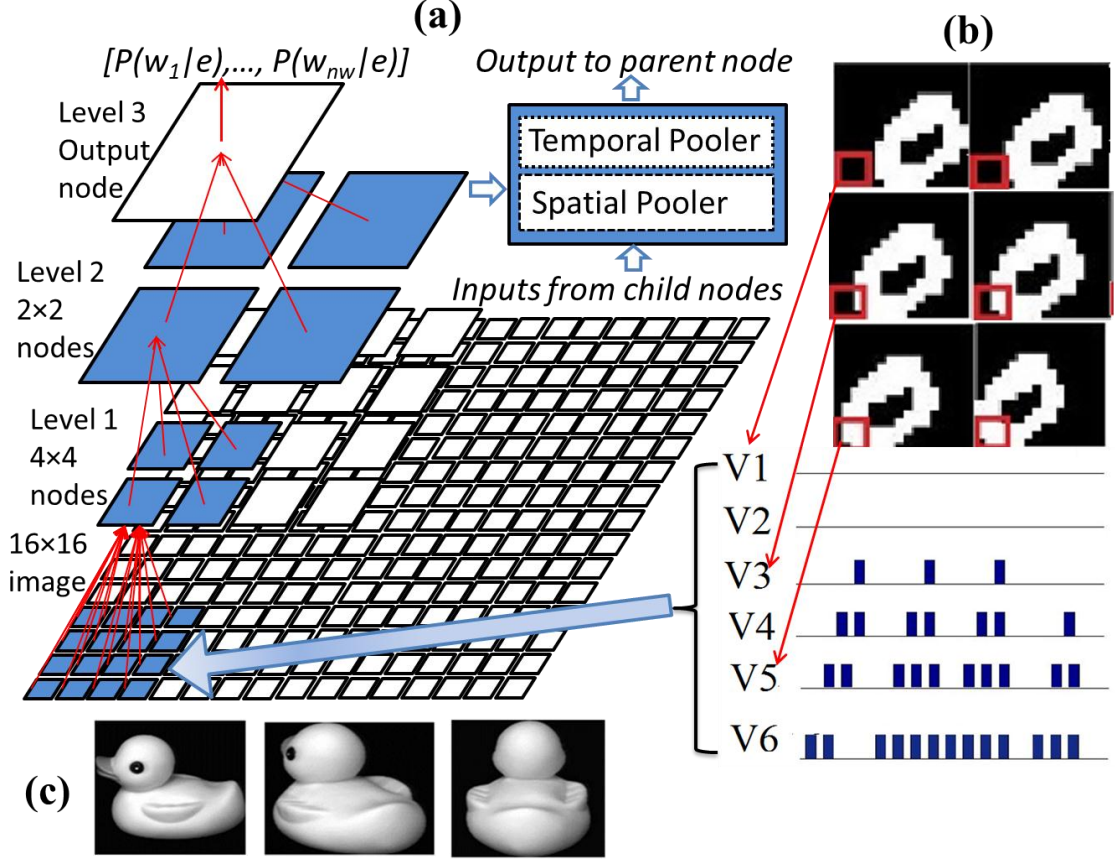 (a)
[P(w₁|e),..., P(wₙw|e)]
Level 3
Output
node
Output to parent node
Temporal Pooler
Spatial Pooler
Inputs from child nodes
Level 2
2×2
nodes
Level 1
4×4
nodes
16×16
image
(b)
V1
V2
V3
V4
V5
V6
(c)